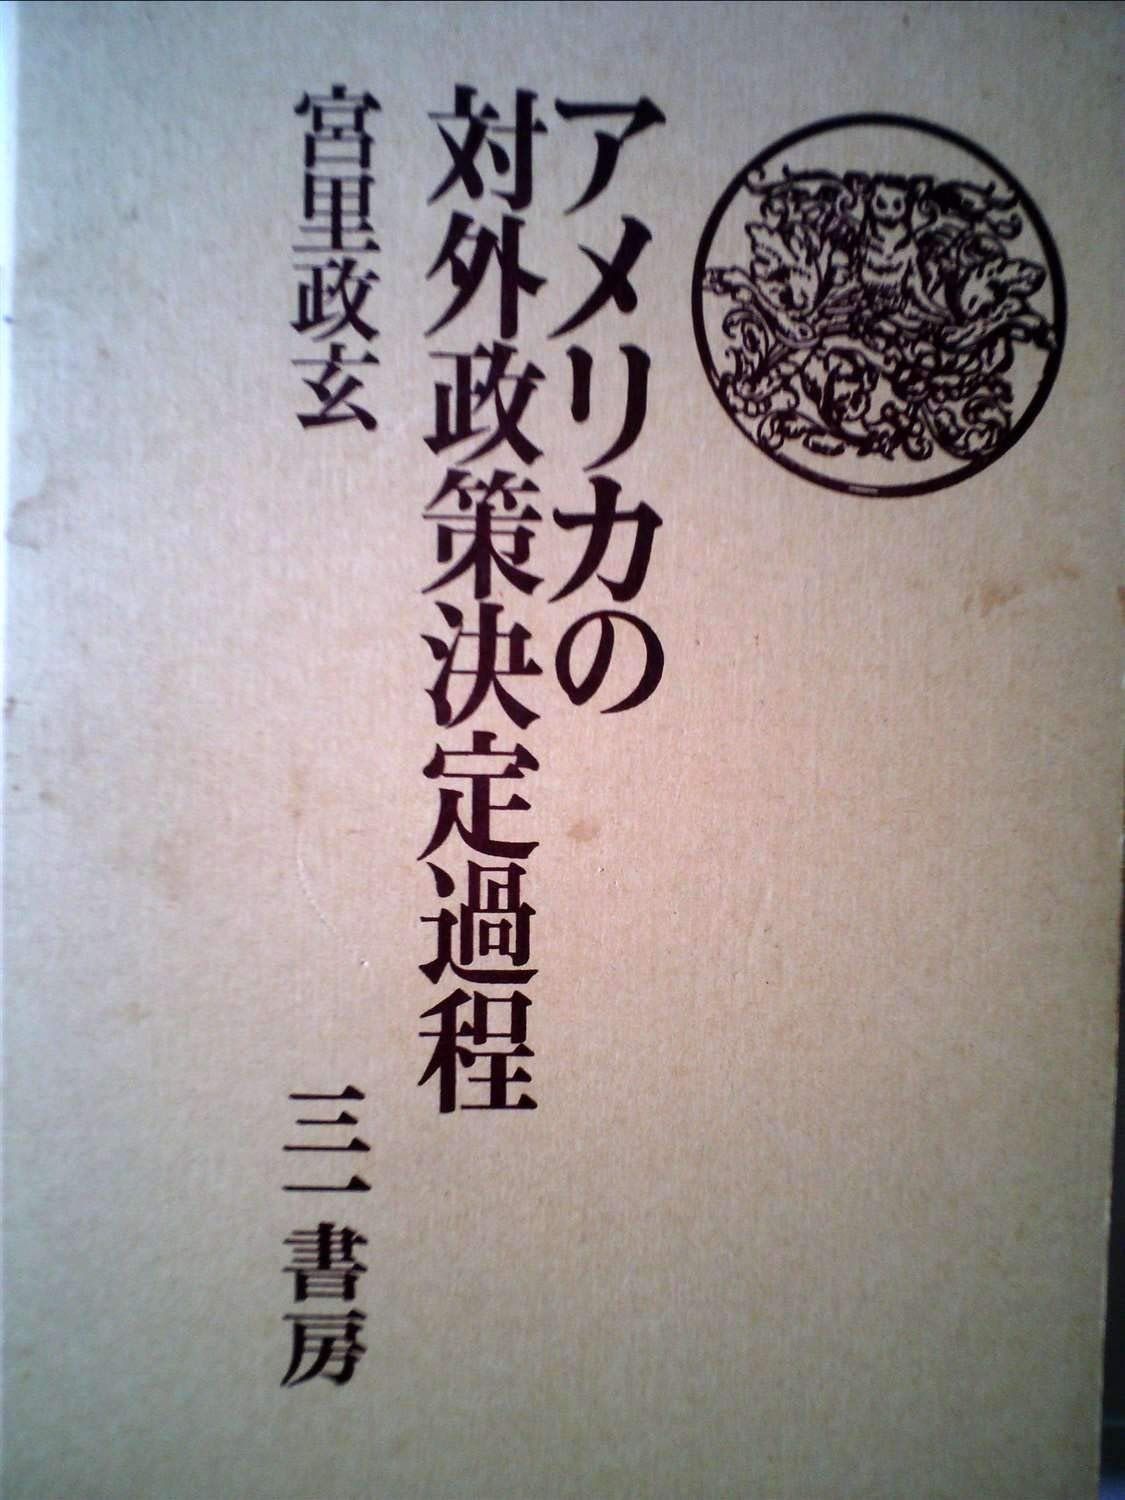 アメリカの
対外政策決定過程
宮里政玄
三一書房